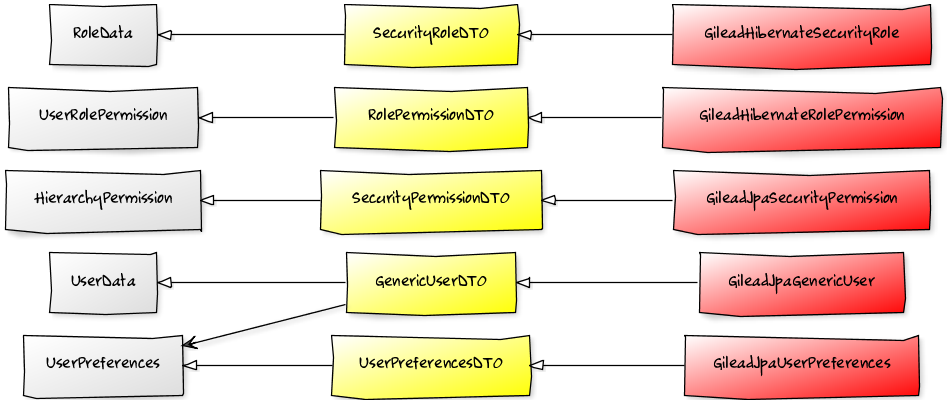 RoleData
SecurityRoleDTO
GileadHibernateSecurityRole
UserRolePermission
RolePermissionDTO
GileadHibernateRolePermission
HierarchyPermission
SecurityPermissionDTO
GileadJpaSecurityPermission
UserData
GenericUserDTO
GileadJpaGenericUser
UserPreferences
UserPreferencesDTO
GileadJpaUserPreferences